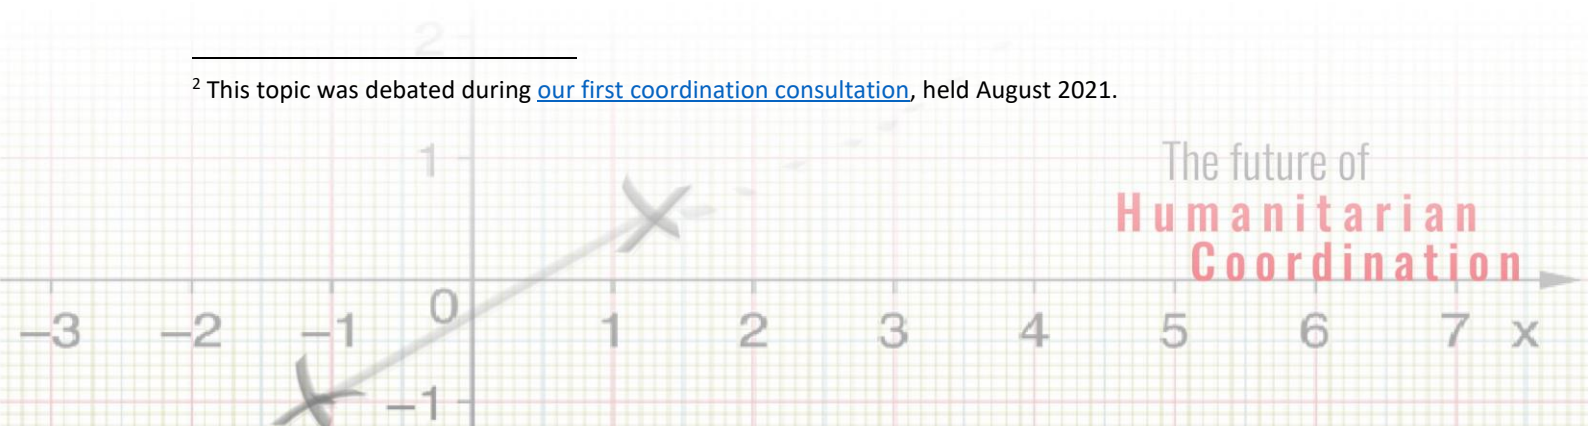 2
² This topic was debated during our first coordination consultation, held August 2021.
1
The future of
Humanitarian
Coordination
0
−3 −2 −1 1 2 3 4 5 6 7 x
−1